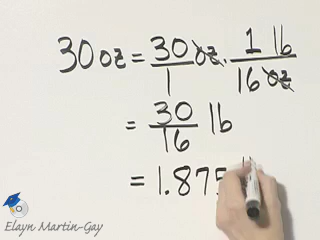 30 oz = 30 oz/1 · 1 lb/16 oz
= 30/16 lb
= 1.875
Elayn Martin-Gay